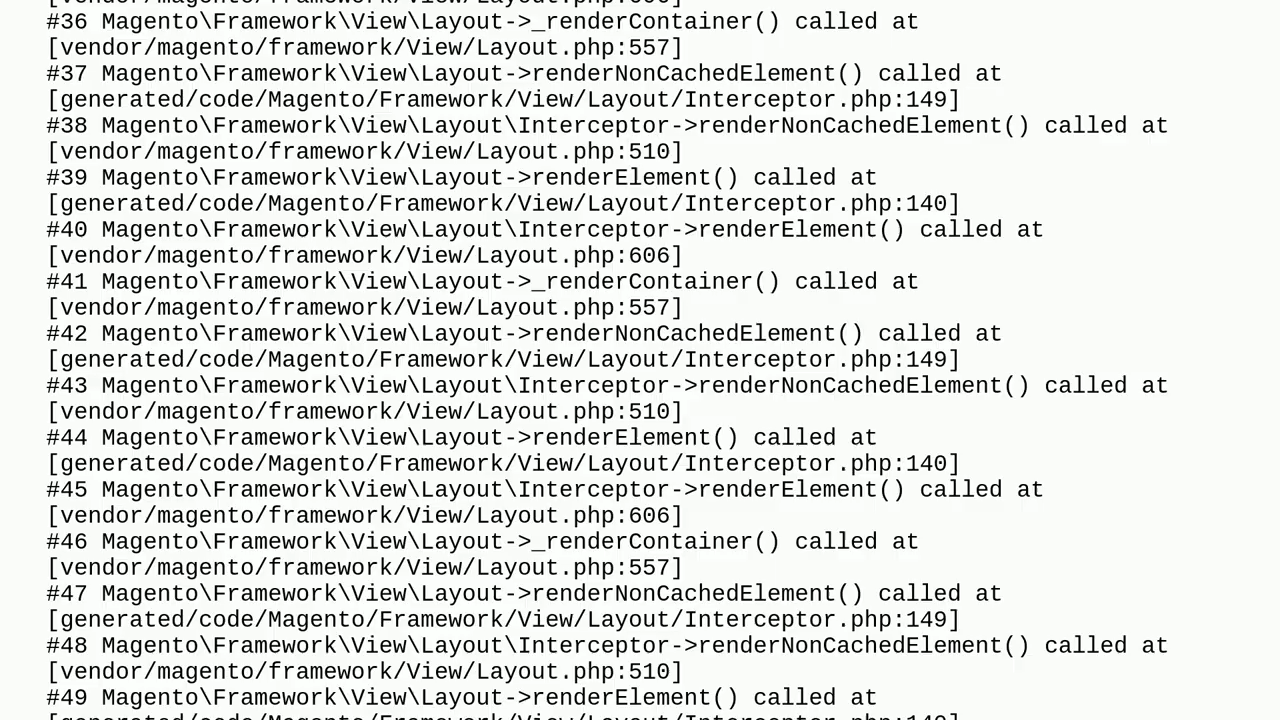 #36 Magento\Framework\View\Layout->_renderContainer() called at
[vendor/magento/framework/View/Layout.php:557]
#37 Magento\Framework\View\Layout->renderNonCachedElement() called at
[generated/code/Magento/Framework/View/Layout/Interceptor.php:149]
#38 Magento\Framework\View\Layout\Interceptor->renderNonCachedElement() called at
[vendor/magento/framework/View/Layout.php:510]
#39 Magento\Framework\View\Layout->renderElement() called at
[generated/code/Magento/Framework/View/Layout/Interceptor.php:140]
#40 Magento\Framework\View\Layout\Interceptor->renderElement() called at
[vendor/magento/framework/View/Layout.php:606]
#41 Magento\Framework\View\Layout->_renderContainer() called at
[vendor/magento/framework/View/Layout.php:557]
#42 Magento\Framework\View\Layout->renderNonCachedElement() called at
[generated/code/Magento/Framework/View/Layout/Interceptor.php:149]
#43 Magento\Framework\View\Layout\Interceptor->renderNonCachedElement() called at
[vendor/magento/framework/View/Layout.php:510]
#44 Magento\Framework\View\Layout->renderElement() called at
[generated/code/Magento/Framework/View/Layout/Interceptor.php:140]
#45 Magento\Framework\View\Layout\Interceptor->renderElement() called at
[vendor/magento/framework/View/Layout.php:606]
#46 Magento\Framework\View\Layout->_renderContainer() called at
[vendor/magento/framework/View/Layout.php:557]
#47 Magento\Framework\View\Layout->renderNonCachedElement() called at
[generated/code/Magento/Framework/View/Layout/Interceptor.php:149]
#48 Magento\Framework\View\Layout\Interceptor->renderNonCachedElement() called at
[vendor/magento/framework/View/Layout.php:510]
#49 Magento\Framework\View\Layout->renderElement() called at